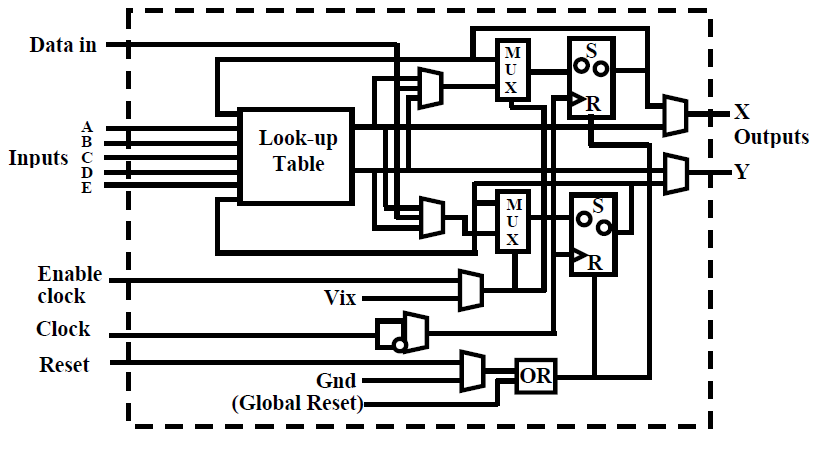 Data in
M
U
X
S
R
A
B
C
D
E
Inputs
Look-up
Table
X
Outputs
Y
M
U
X
S
R
Enable
clock
Vix
Clock
Reset
Gnd
OR
(Global Reset)